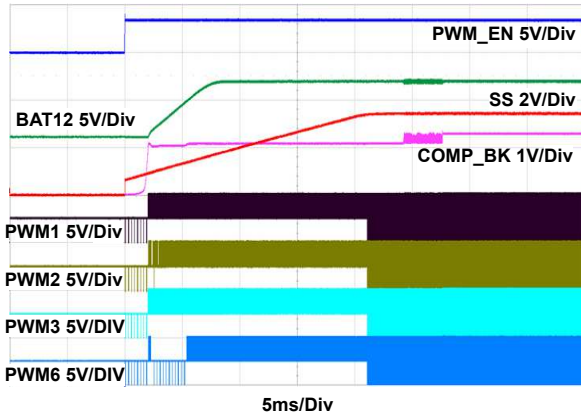 PWM_EN 5V/Div
BAT12 5V/Div
SS 2V/Div
COMP_BK 1V/Div
PWM1 5V/Div
PWM2 5V/Div
PWM3 5V/DIV
PWM6 5V/DIV
5ms/Div